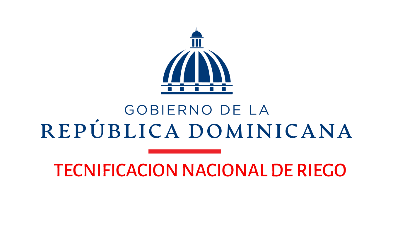 GOBIERNO DE LA
REPÚBLICA DOMINICANA
TECNIFICACION NACIONAL DE RIEGO